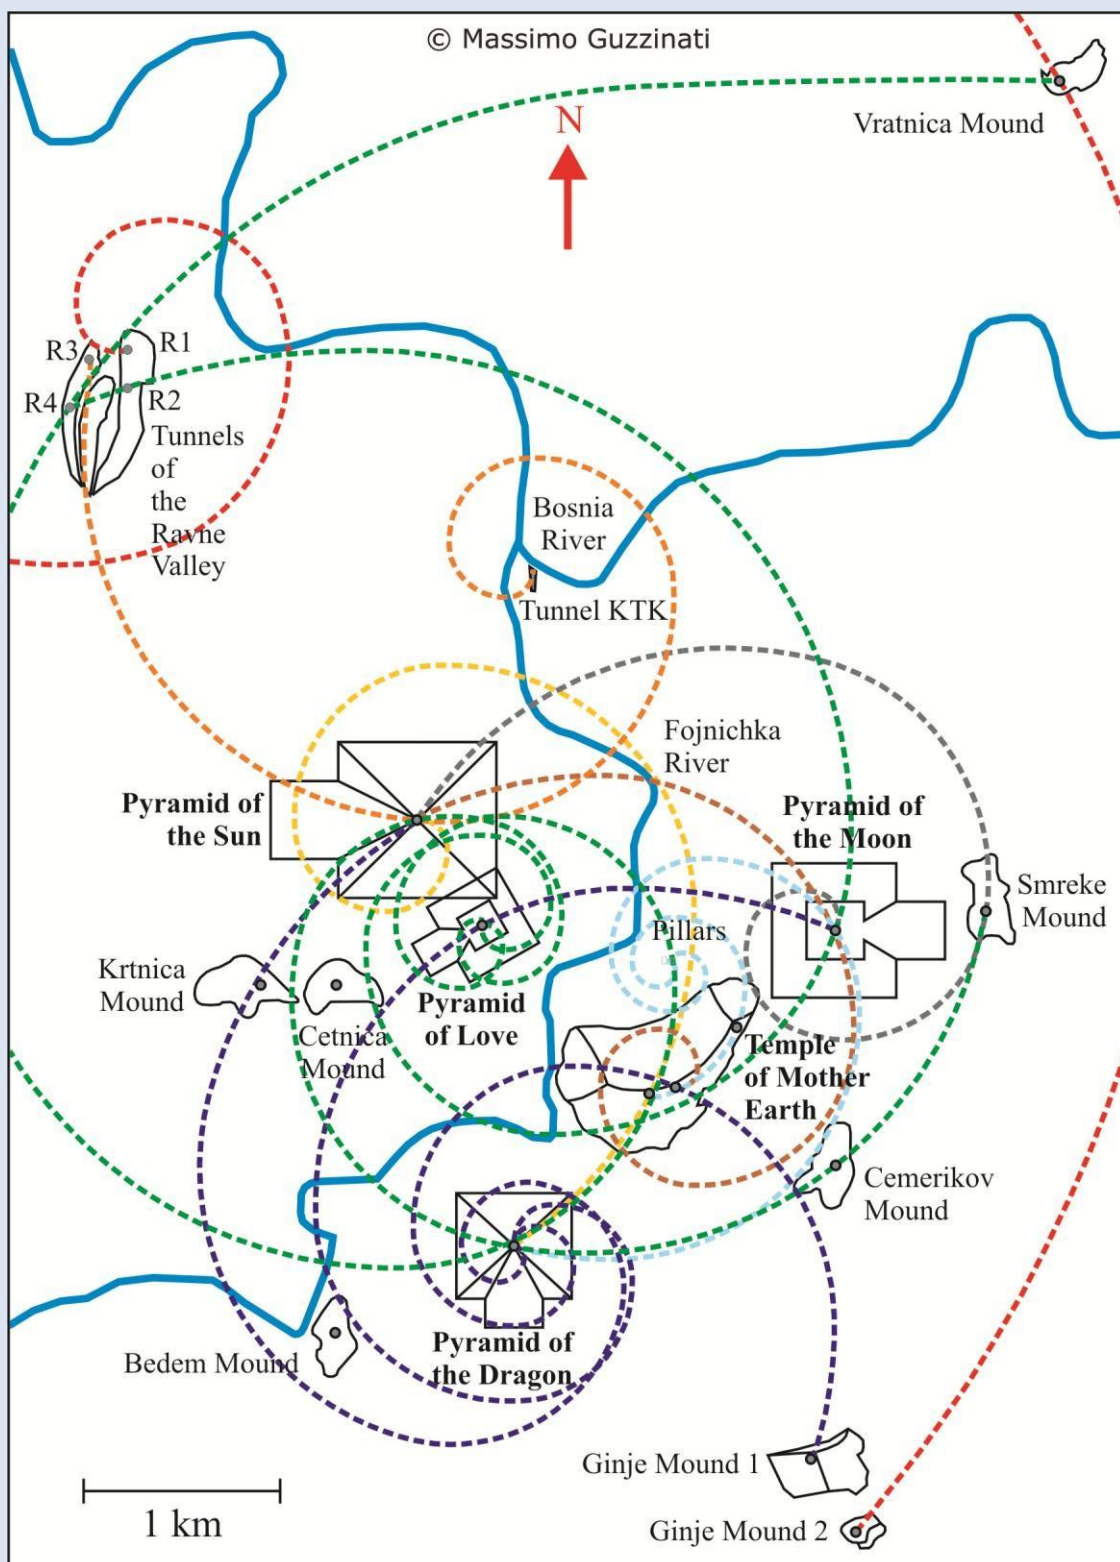 © Massimo Guzzinati
N
Vratnica Mound
R3
R1
R4
R2
Tunnels
of
the
Ravne
Valley
Bosnia
River
Tunnel KTK
Fojnichka
River
Pyramid of
the Sun
Pyramid of
the Moon
Smreke
Mound
Pillars
Krtnica
Mound
Cetnica
Mound
Pyramid
of Love
Temple
of Mother
Earth
Cemerikov
Mound
Bedem Mound
Pyramid of
the Dragon
Ginje Mound 1
Ginje Mound 2
1 km